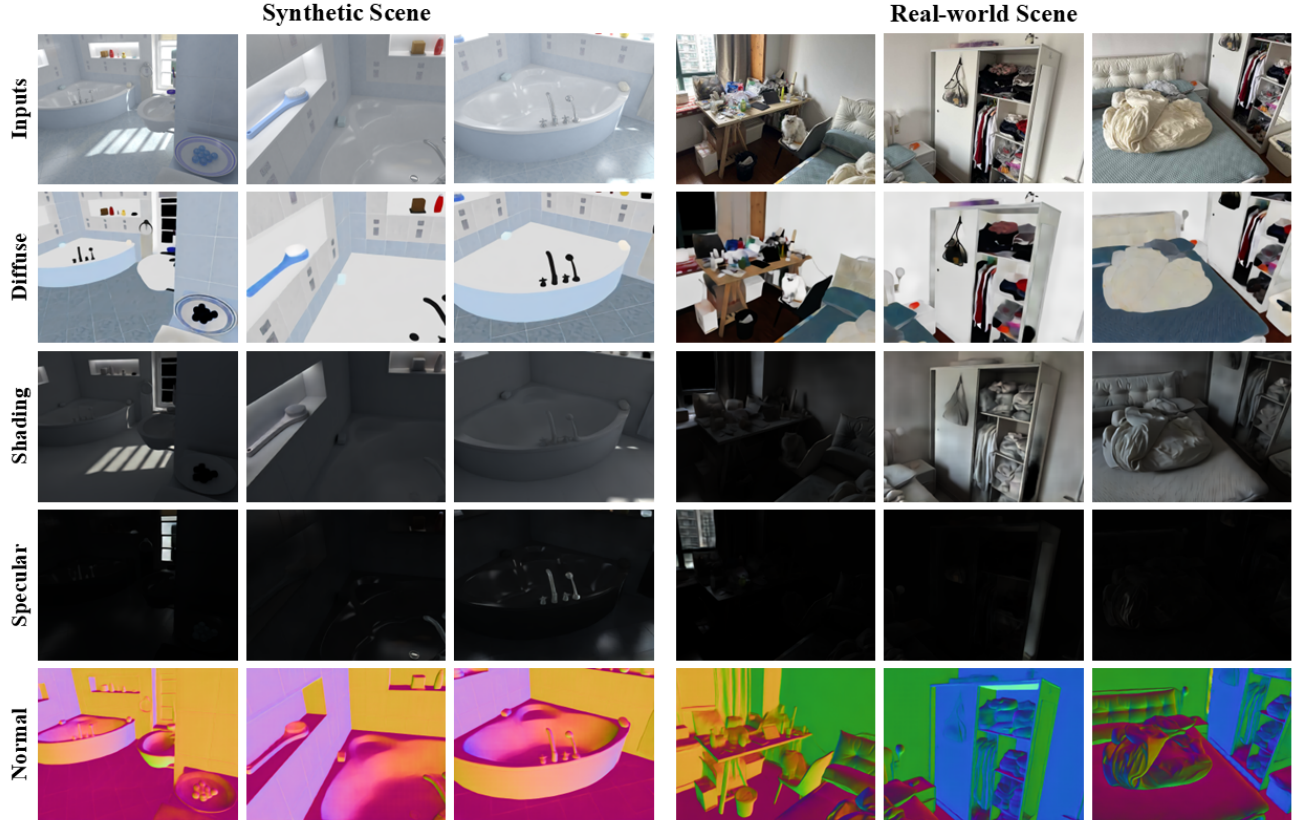 Synthetic Scene
Real-world Scene
Inputs
Diffuse
Shading
Specular
Normal